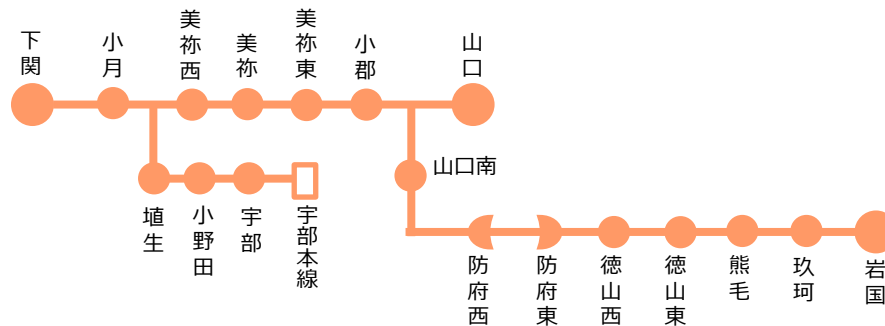 下関
小月
美祢西
美祢
美祢東
小郡
山口
山口南
埴生
小野田
宇部
宇部本線
防府西
防府東
徳山西
徳山東
熊毛
玖珂
岩国